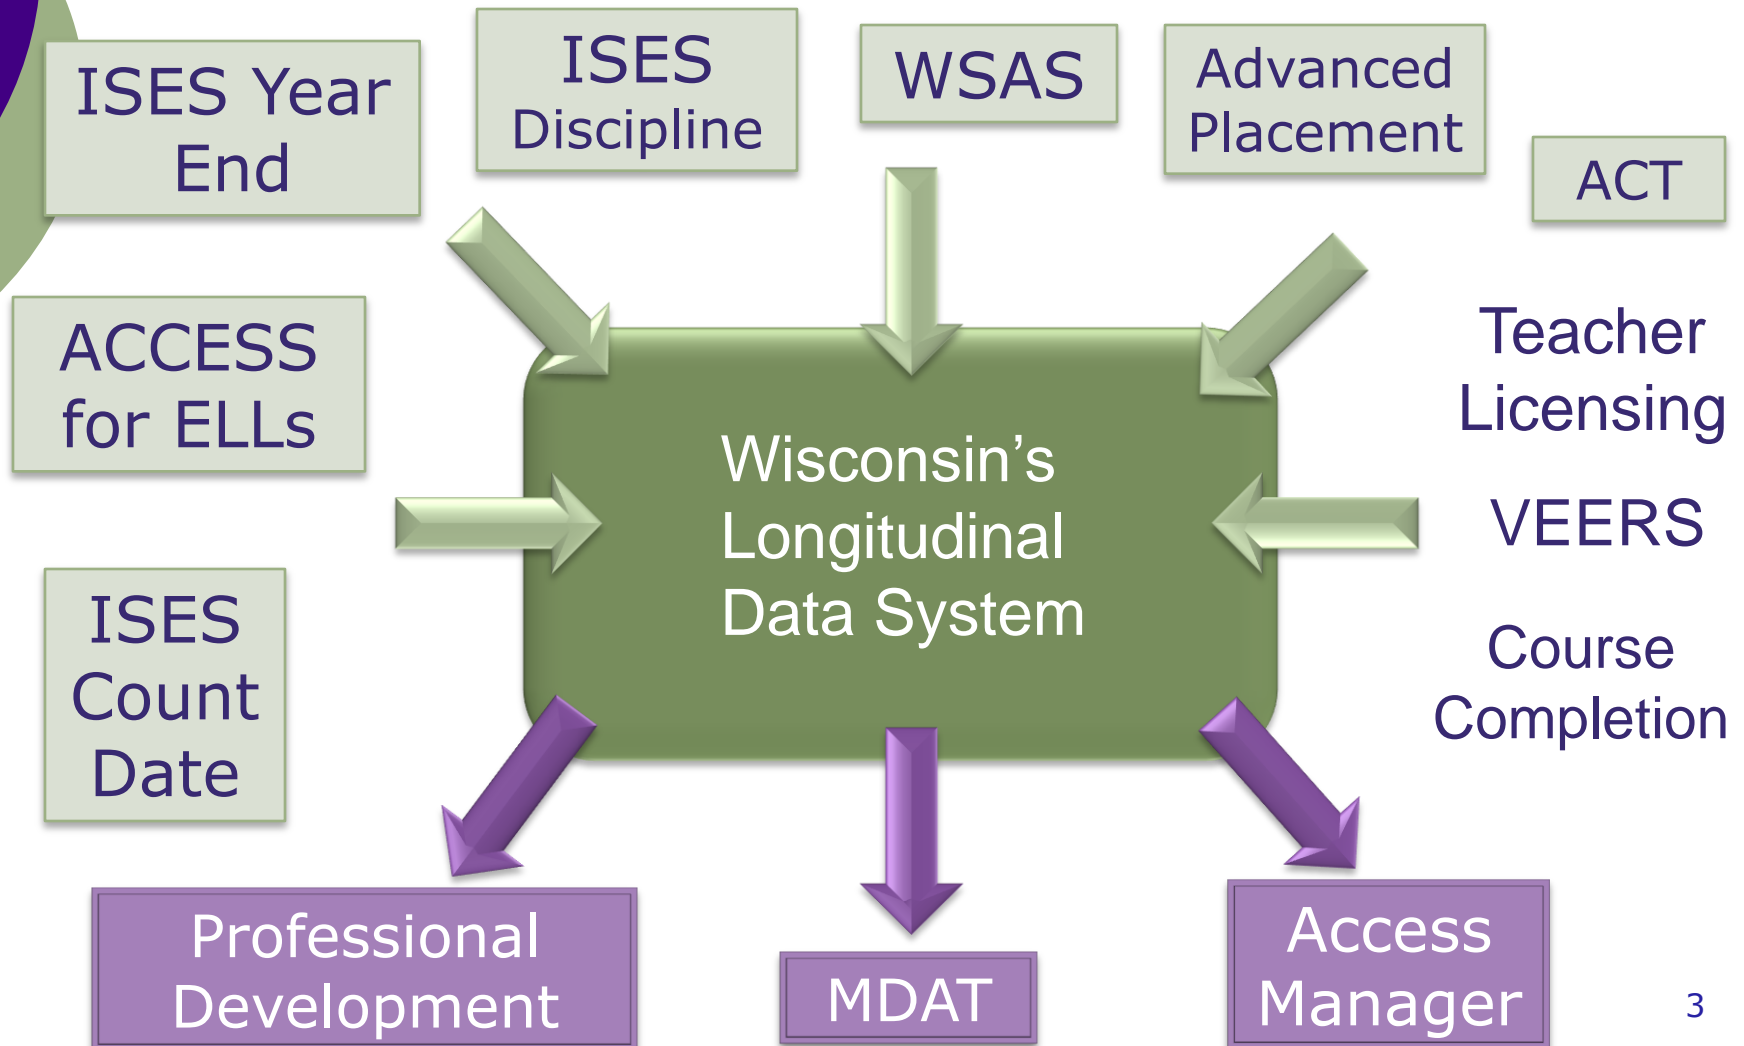 ISES Year
End
ISES
Discipline
WSAS
Advanced
Placement
ACT
ACCESS
for ELLs
Teacher
Licensing
Wisconsin’s
Longitudinal
Data System
VEERS
ISES
Count
Date
Course
Completion
Professional
Development
MDAT
Access
Manager
3